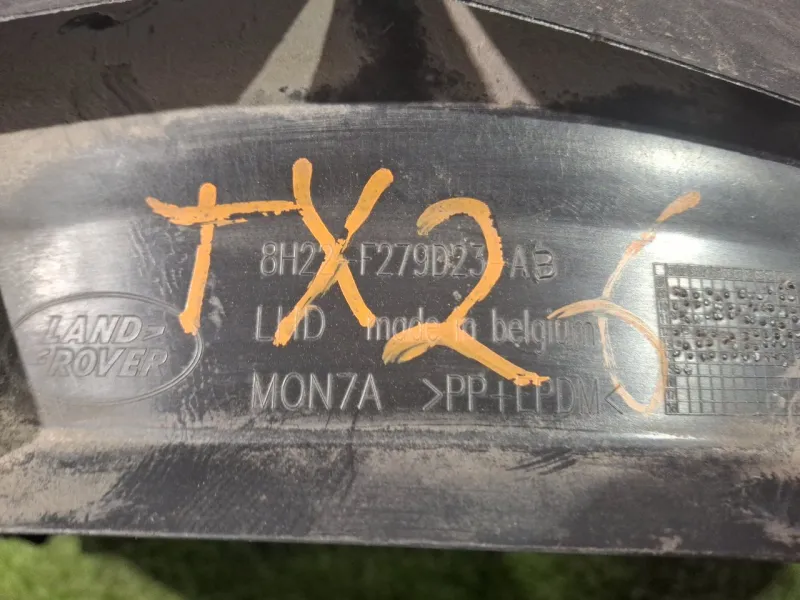 TX26
8H22-F279D23-AB
LAND
ROVER
LHD made in belgium
MON7A >PP+EPDM<